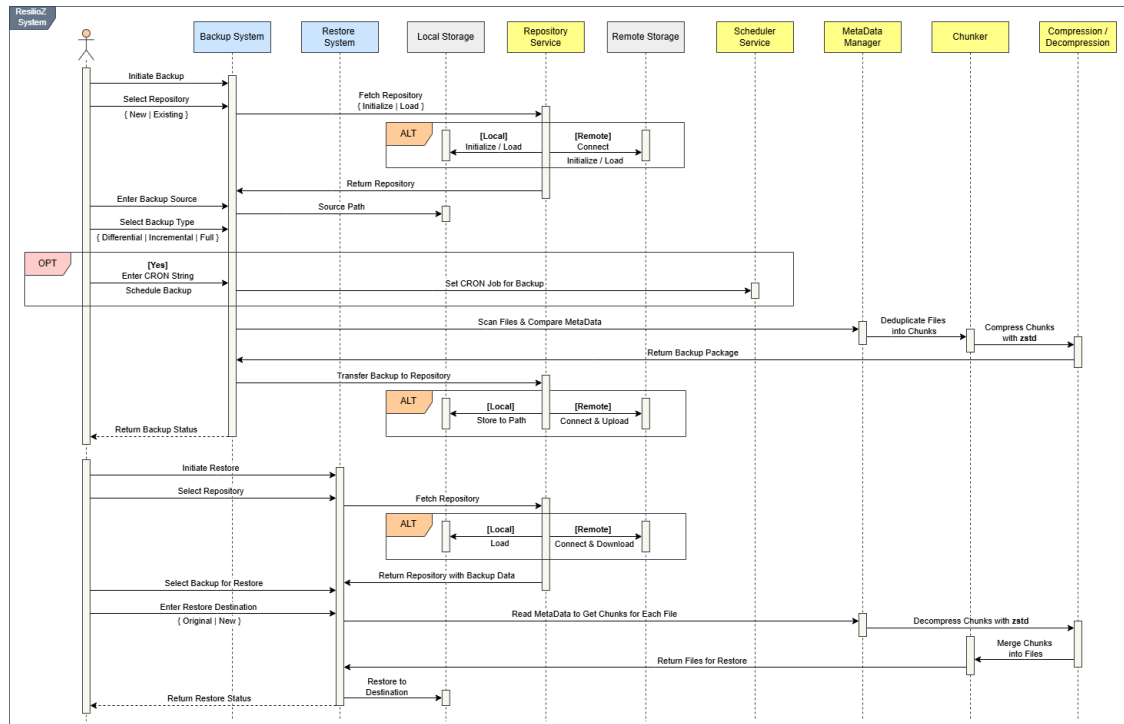 ResilioZ
System
Backup System
Restore
System
Local Storage
Repository
Service
Remote Storage
Scheduler
Service
MetaData
Manager
Chunker
Compression /
Decompression
Initiate Backup
Select Repository
{ New | Existing }
Fetch Repository
{ Initialize | Load }
ALT
[Local]
Initialize / Load
[Remote]
Connect
Initialize / Load
Return Repository
Enter Backup Source
Source Path
Select Backup Type
{ Differential | Incremental | Full }
OPT
[Yes]
Enter CRON String
Schedule Backup
Set CRON Job for Backup
Scan Files & Compare MetaData
Deduplicate Files
into Chunks
Compress Chunks
with zstd
Return Backup Package
Transfer Backup to Repository
ALT
[Local]
Store to Path
[Remote]
Connect & Upload
Return Backup Status
Initiate Restore
Select Repository
Fetch Repository
ALT
[Local]
Load
[Remote]
Connect & Download
Return Repository with Backup Data
Select Backup for Restore
Enter Restore Destination
{ Original | New }
Read MetaData to Get Chunks for Each File
Decompress Chunks with zstd
Merge Chunks
into Files
Return Files for Restore
Restore to
Destination
Return Restore Status